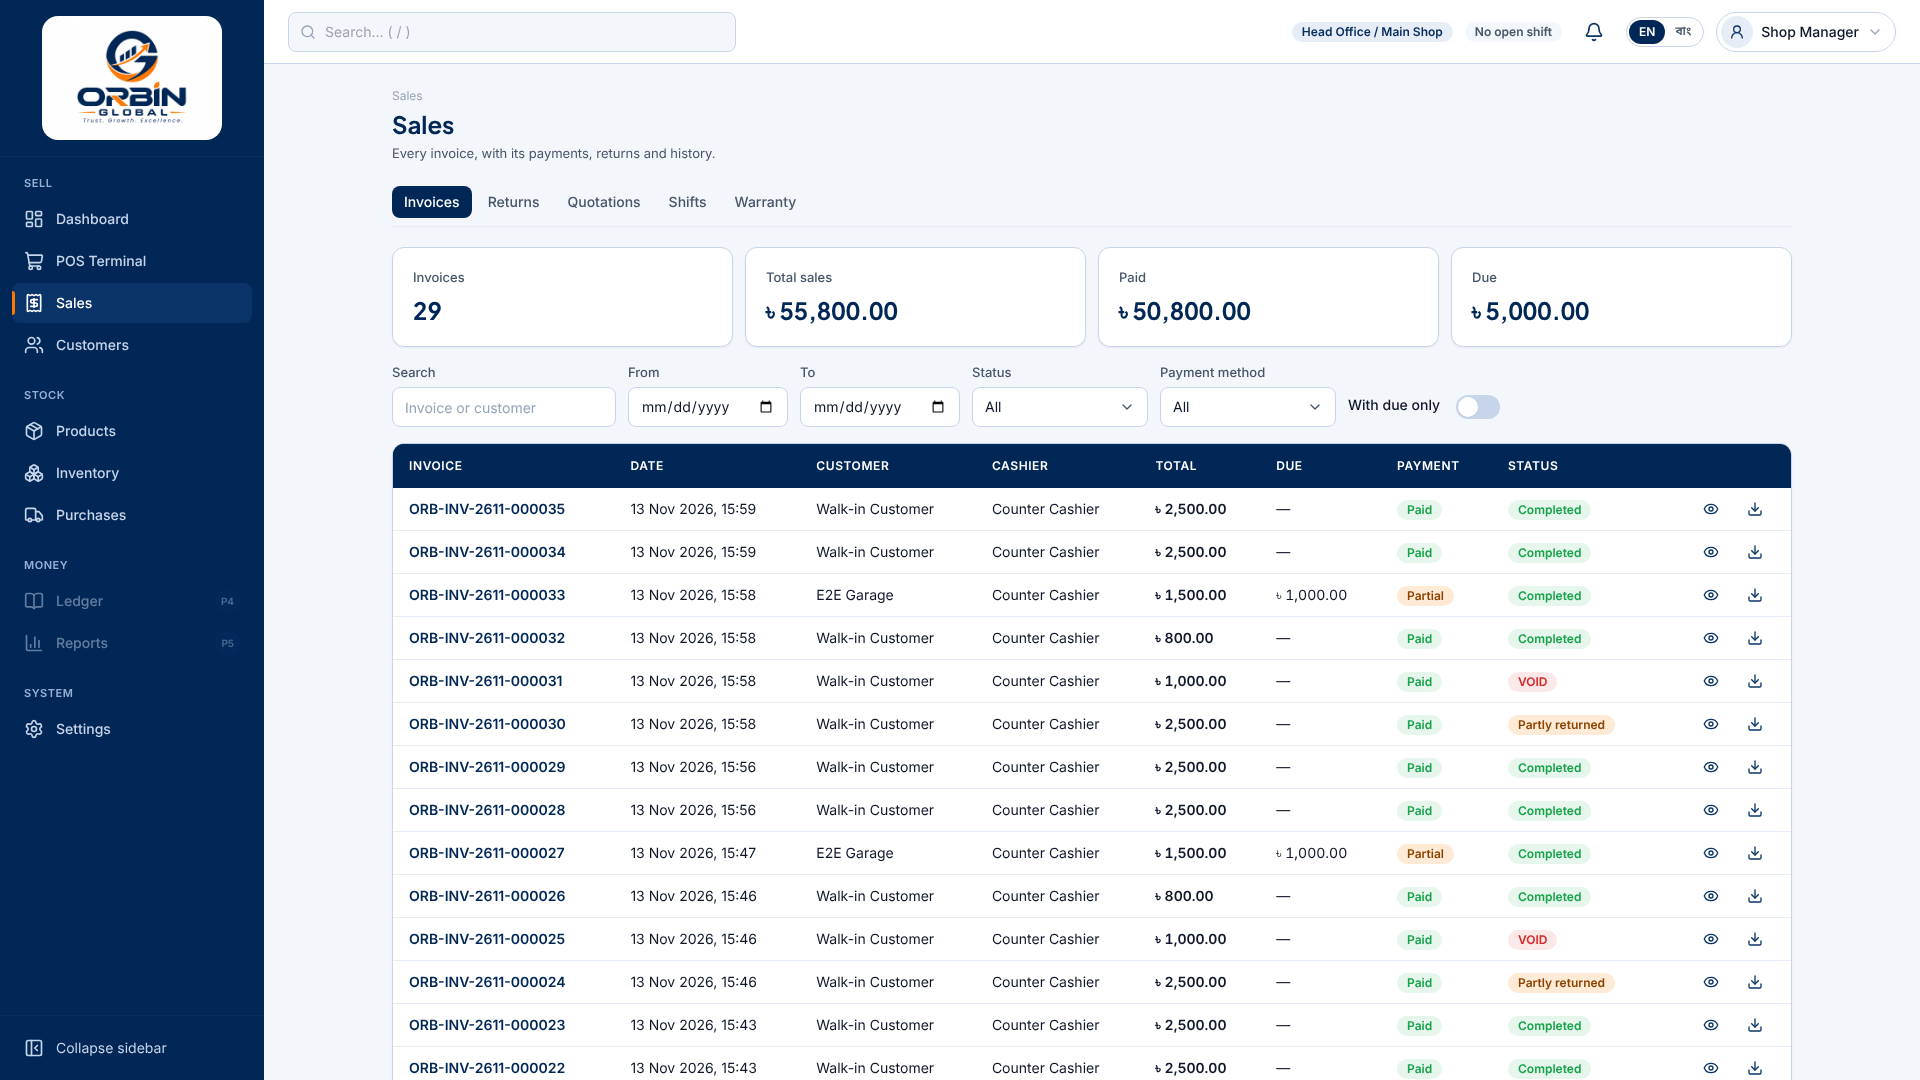 ORBIN
GLOBAL
Trust. Growth. Excellence.
SELL
Dashboard
POS Terminal
Sales
Customers
STOCK
Products
Inventory
Purchases
MONEY
Ledger P4
Reports P5
SYSTEM
Settings
Collapse sidebar
Search... ( / )
Head Office / Main Shop No open shift EN বাং Shop Manager
Sales
Sales
Every invoice, with its payments, returns and history.
Invoices Returns Quotations Shifts Warranty
Invoices
29
Total sales
৳ 55,800.00
Paid
৳ 50,800.00
Due
৳ 5,000.00
Search From To Status Payment method
Invoice or customer mm/dd/yyyy mm/dd/yyyy All All With due only
INVOICE DATE CUSTOMER CASHIER TOTAL DUE PAYMENT STATUS
ORB-INV-2611-000035 13 Nov 2026, 15:59 Walk-in Customer Counter Cashier ৳ 2,500.00 — Paid Completed
ORB-INV-2611-000034 13 Nov 2026, 15:59 Walk-in Customer Counter Cashier ৳ 2,500.00 — Paid Completed
ORB-INV-2611-000033 13 Nov 2026, 15:58 E2E Garage Counter Cashier ৳ 1,500.00 ৳ 1,000.00 Partial Completed
ORB-INV-2611-000032 13 Nov 2026, 15:58 Walk-in Customer Counter Cashier ৳ 800.00 — Paid Completed
ORB-INV-2611-000031 13 Nov 2026, 15:58 Walk-in Customer Counter Cashier ৳ 1,000.00 — Paid VOID
ORB-INV-2611-000030 13 Nov 2026, 15:58 Walk-in Customer Counter Cashier ৳ 2,500.00 — Paid Partly returned
ORB-INV-2611-000029 13 Nov 2026, 15:56 Walk-in Customer Counter Cashier ৳ 2,500.00 — Paid Completed
ORB-INV-2611-000028 13 Nov 2026, 15:56 Walk-in Customer Counter Cashier ৳ 2,500.00 — Paid Completed
ORB-INV-2611-000027 13 Nov 2026, 15:47 E2E Garage Counter Cashier ৳ 1,500.00 ৳ 1,000.00 Partial Completed
ORB-INV-2611-000026 13 Nov 2026, 15:46 Walk-in Customer Counter Cashier ৳ 800.00 — Paid Completed
ORB-INV-2611-000025 13 Nov 2026, 15:46 Walk-in Customer Counter Cashier ৳ 1,000.00 — Paid VOID
ORB-INV-2611-000024 13 Nov 2026, 15:46 Walk-in Customer Counter Cashier ৳ 2,500.00 — Paid Partly returned
ORB-INV-2611-000023 13 Nov 2026, 15:43 Walk-in Customer Counter Cashier ৳ 2,500.00 — Paid Completed
ORB-INV-2611-000022 13 Nov 2026, 15:43 Walk-in Customer Counter Cashier ৳ 2,500.00 — Paid Completed